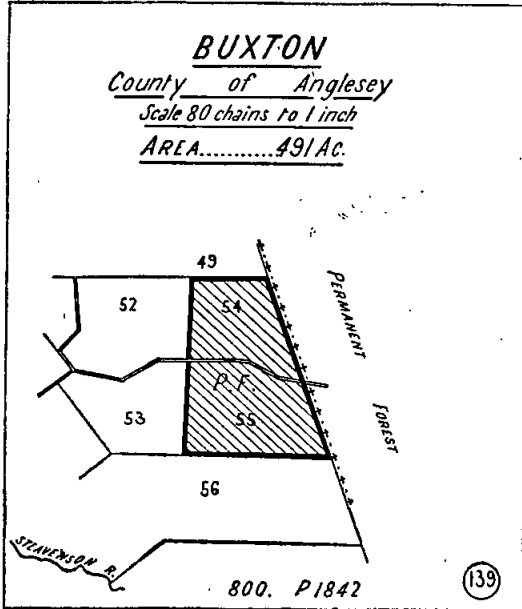 BUXTON
County of Anglesey
Scale 80 chains to 1 inch
AREA..........491 Ac.
49
52
54
PERMANENT
P.F.
53
55
FOREST
56
STEAVENSON R.
800. P1842
139